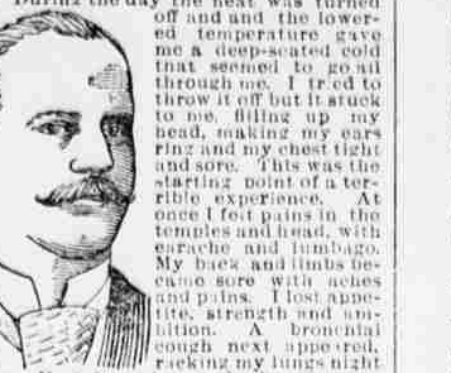 During the day the heat was turned
off and and the lower-
ed temperature gave
me a deep-seated cold
that seemed to go all
through me. I tried to
throw it off but it stuck
to me, filling up my
head, making my ears
ring and my chest tight
and sore. This was the
starting point of a ter-
rible experience. At
once I felt pains in the
temples and head, with
earache and lumbago.
My back and limbs be-
came sore with aches
and pains. I lost appe-
tite, strength and am-
bition. A bronchial
cough next appeared,
racking my lungs night